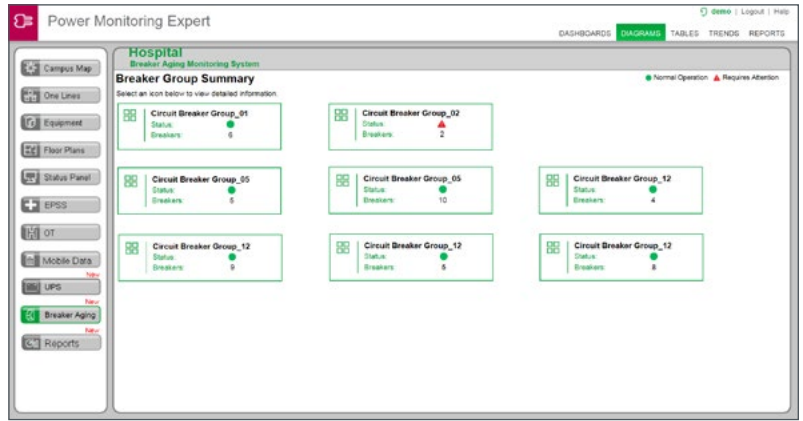 demo | Logout | Help
Power Monitoring Expert
DASHBOARDS DIAGRAMS TABLES TRENDS REPORTS
Campus Map
One Lines
Equipment
Floor Plans
Status Panel
EPSS
OT
Mobile Data
New
UPS
New
Breaker Aging
New
Reports
Hospital
Breaker Aging Monitoring System
Breaker Group Summary
Normal Operation Requires Attention
Select an icon below to view detailed information.
Circuit Breaker Group_01
Status:
Breakers: 6
Circuit Breaker Group_02
Status:
Breakers: 2
Circuit Breaker Group_05
Status:
Breakers: 5
Circuit Breaker Group_05
Status:
Breakers: 10
Circuit Breaker Group_12
Status:
Breakers: 4
Circuit Breaker Group_12
Status:
Breakers: 9
Circuit Breaker Group_12
Status:
Breakers: 5
Circuit Breaker Group_12
Status:
Breakers: 8